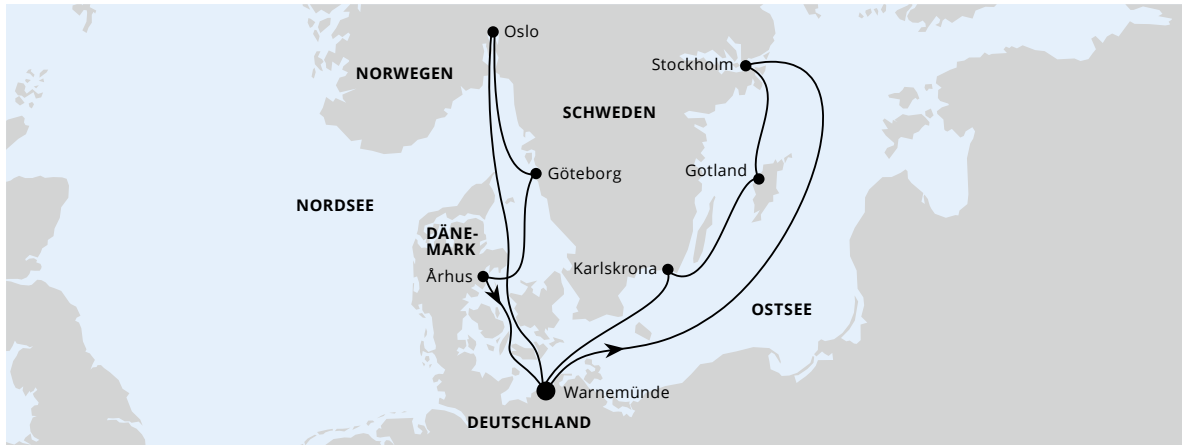 Oslo
Stockholm
NORWEGEN
SCHWEDEN
Gotland
Göteborg
NORDSEE
DÄNE-
MARK
Århus
Karlskrona
OSTSEE
Warnemünde
DEUTSCHLAND